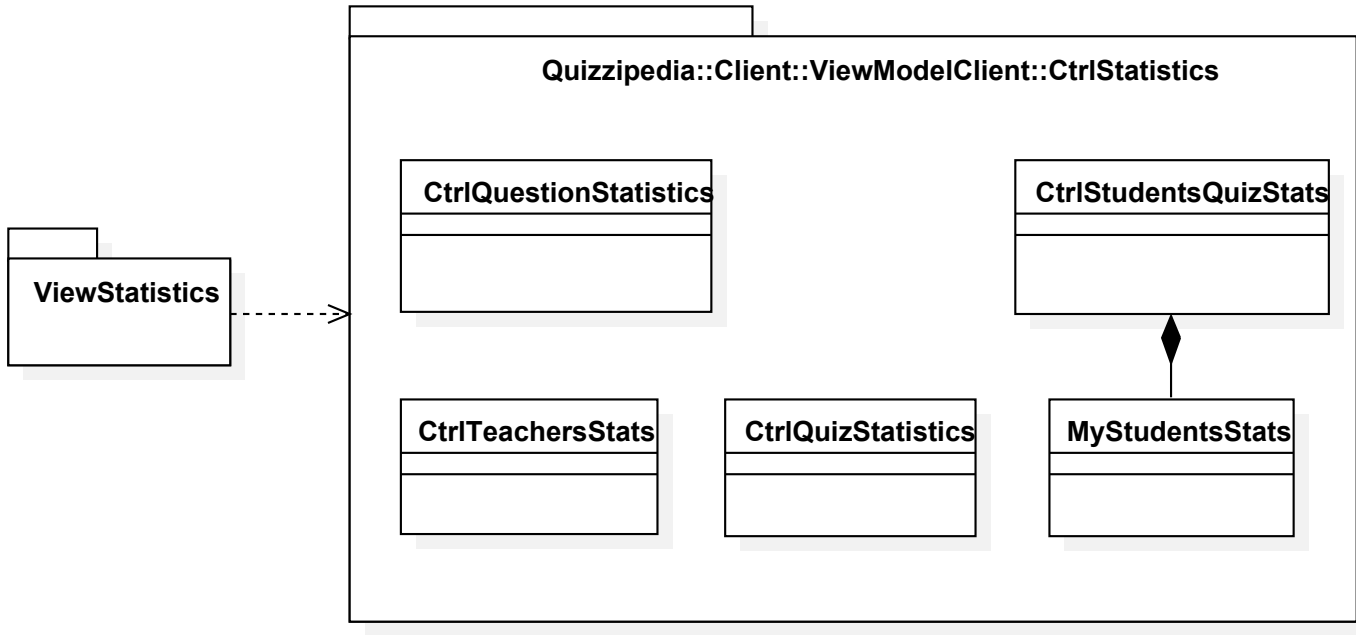 Quizzipedia::Client::ViewModelClient::CtrlStatistics
CtrlQuestionStatistics
CtrlStudentsQuizStats
ViewStatistics
CtrlTeachersStats
CtrlQuizStatistics
MyStudentsStats